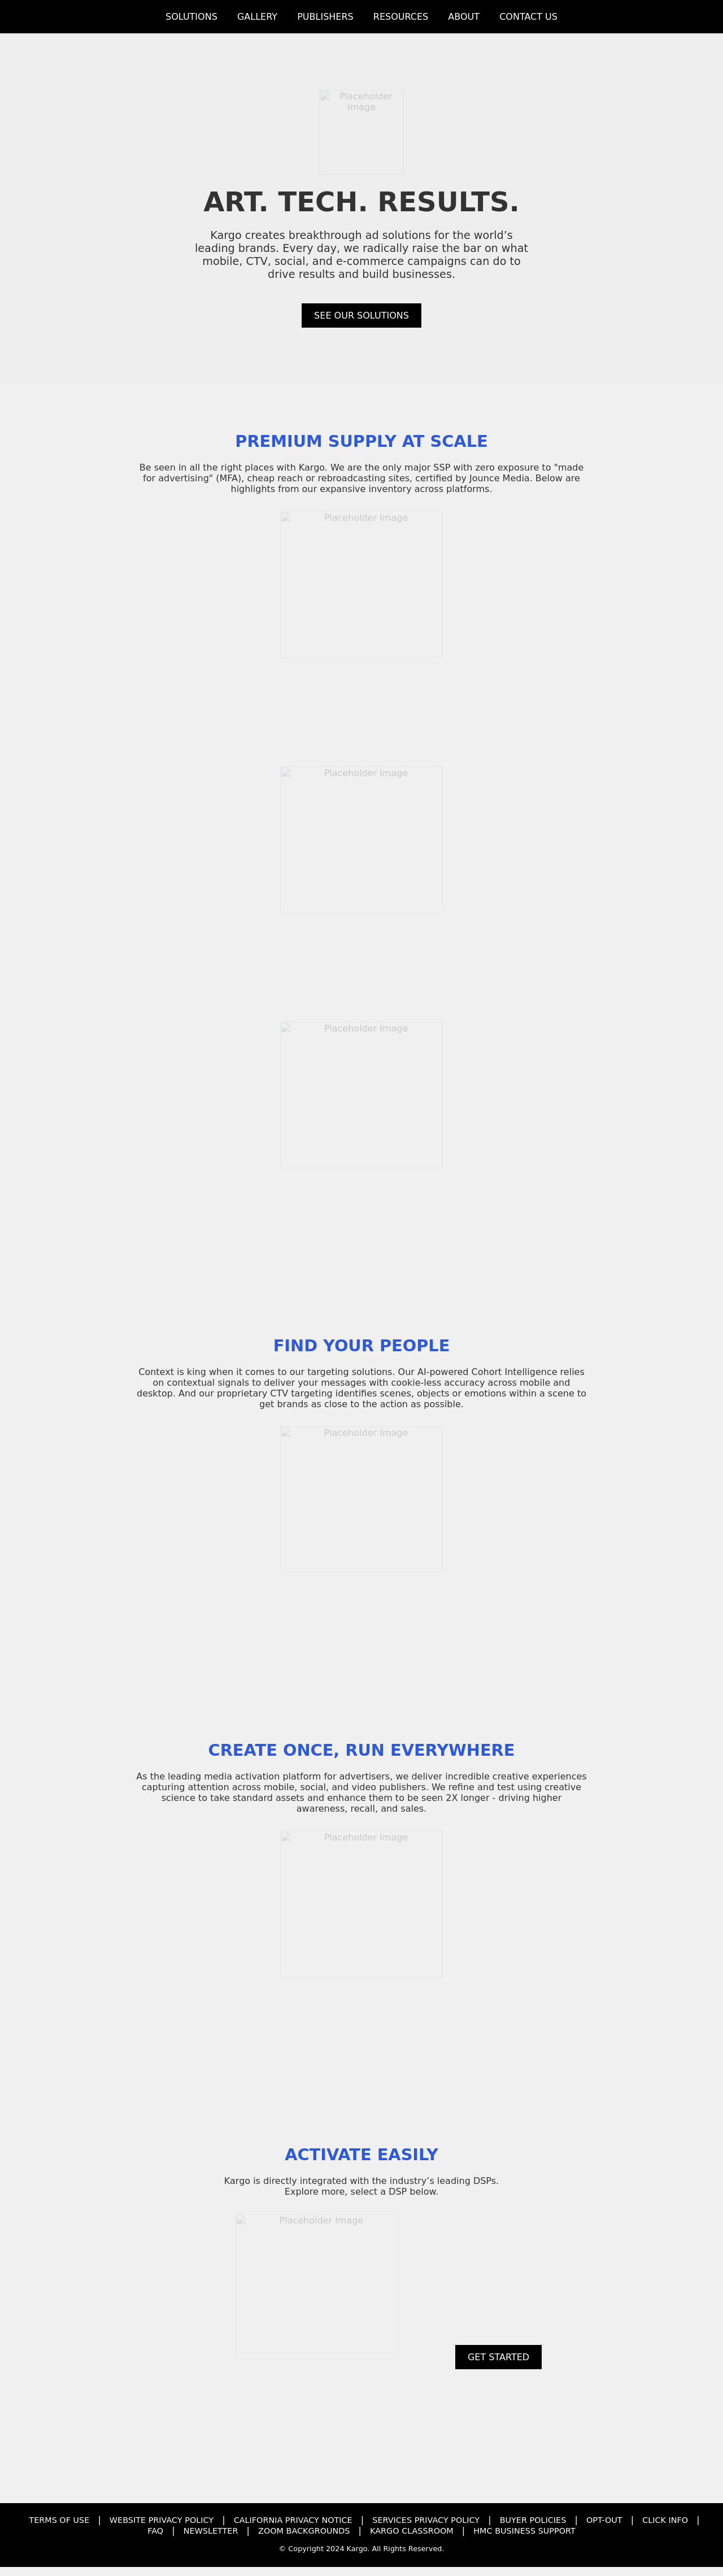 SOLUTIONS GALLERY PUBLISHERS RESOURCES ABOUT CONTACT US
Placeholder
Image
ART. TECH. RESULTS.
Kargo creates breakthrough ad solutions for the world’s
leading brands. Every day, we radically raise the bar on what
mobile, CTV, social, and e-commerce campaigns can do to
drive results and build businesses.
SEE OUR SOLUTIONS
PREMIUM SUPPLY AT SCALE
Be seen in all the right places with Kargo. We are the only major SSP with zero exposure to "made
for advertising" (MFA), cheap reach or rebroadcasting sites, certified by Jounce Media. Below are
highlights from our expansive inventory across platforms.
Placeholder Image
Placeholder Image
Placeholder Image
FIND YOUR PEOPLE
Context is king when it comes to our targeting solutions. Our AI-powered Cohort Intelligence relies
on contextual signals to deliver your messages with cookie-less accuracy across mobile and
desktop. And our proprietary CTV targeting identifies scenes, objects or emotions within a scene to
get brands as close to the action as possible.
Placeholder Image
CREATE ONCE, RUN EVERYWHERE
As the leading media activation platform for advertisers, we deliver incredible creative experiences
capturing attention across mobile, social, and video publishers. We refine and test using creative
science to take standard assets and enhance them to be seen 2X longer - driving higher
awareness, recall, and sales.
Placeholder Image
ACTIVATE EASILY
Kargo is directly integrated with the industry’s leading DSPs.
Explore more, select a DSP below.
Placeholder Image
GET STARTED
TERMS OF USE | WEBSITE PRIVACY POLICY | CALIFORNIA PRIVACY NOTICE | SERVICES PRIVACY POLICY | BUYER POLICIES | OPT-OUT | CLICK INFO |
FAQ | NEWSLETTER | ZOOM BACKGROUNDS | KARGO CLASSROOM | HMC BUSINESS SUPPORT
© Copyright 2024 Kargo. All Rights Reserved.